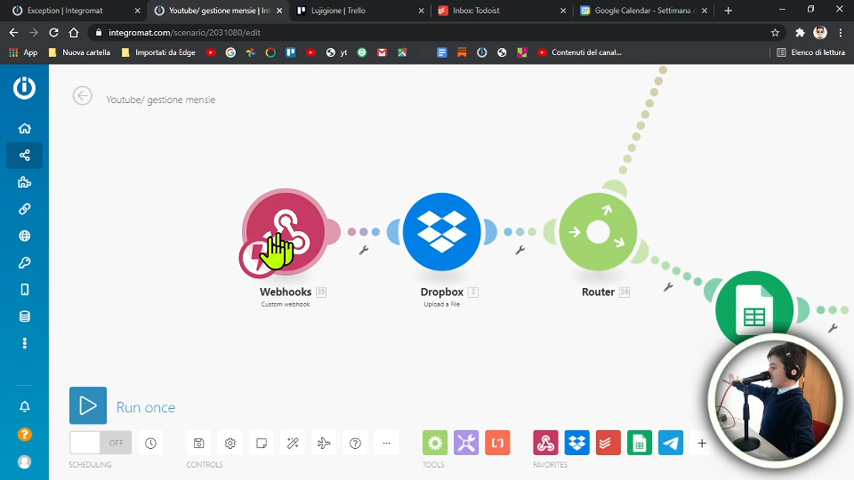 Exception | Integromat
Youtube/ gestione mensie | In
Lujigione | Trello
Inbox: Todoist
Google Calendar - Settimana d
integromat.com/scenario/2031080/edit
App
Nuova cartella
Importati da Edge
yt
Contenuti del canal...
Elenco di lettura
Youtube/ gestione mensie
Webhooks 35
Custom webhook
Dropbox 3
Upload a File
Router 36
Run once
OFF
SCHEDULING
CONTROLS
TOOLS
FAVORITES